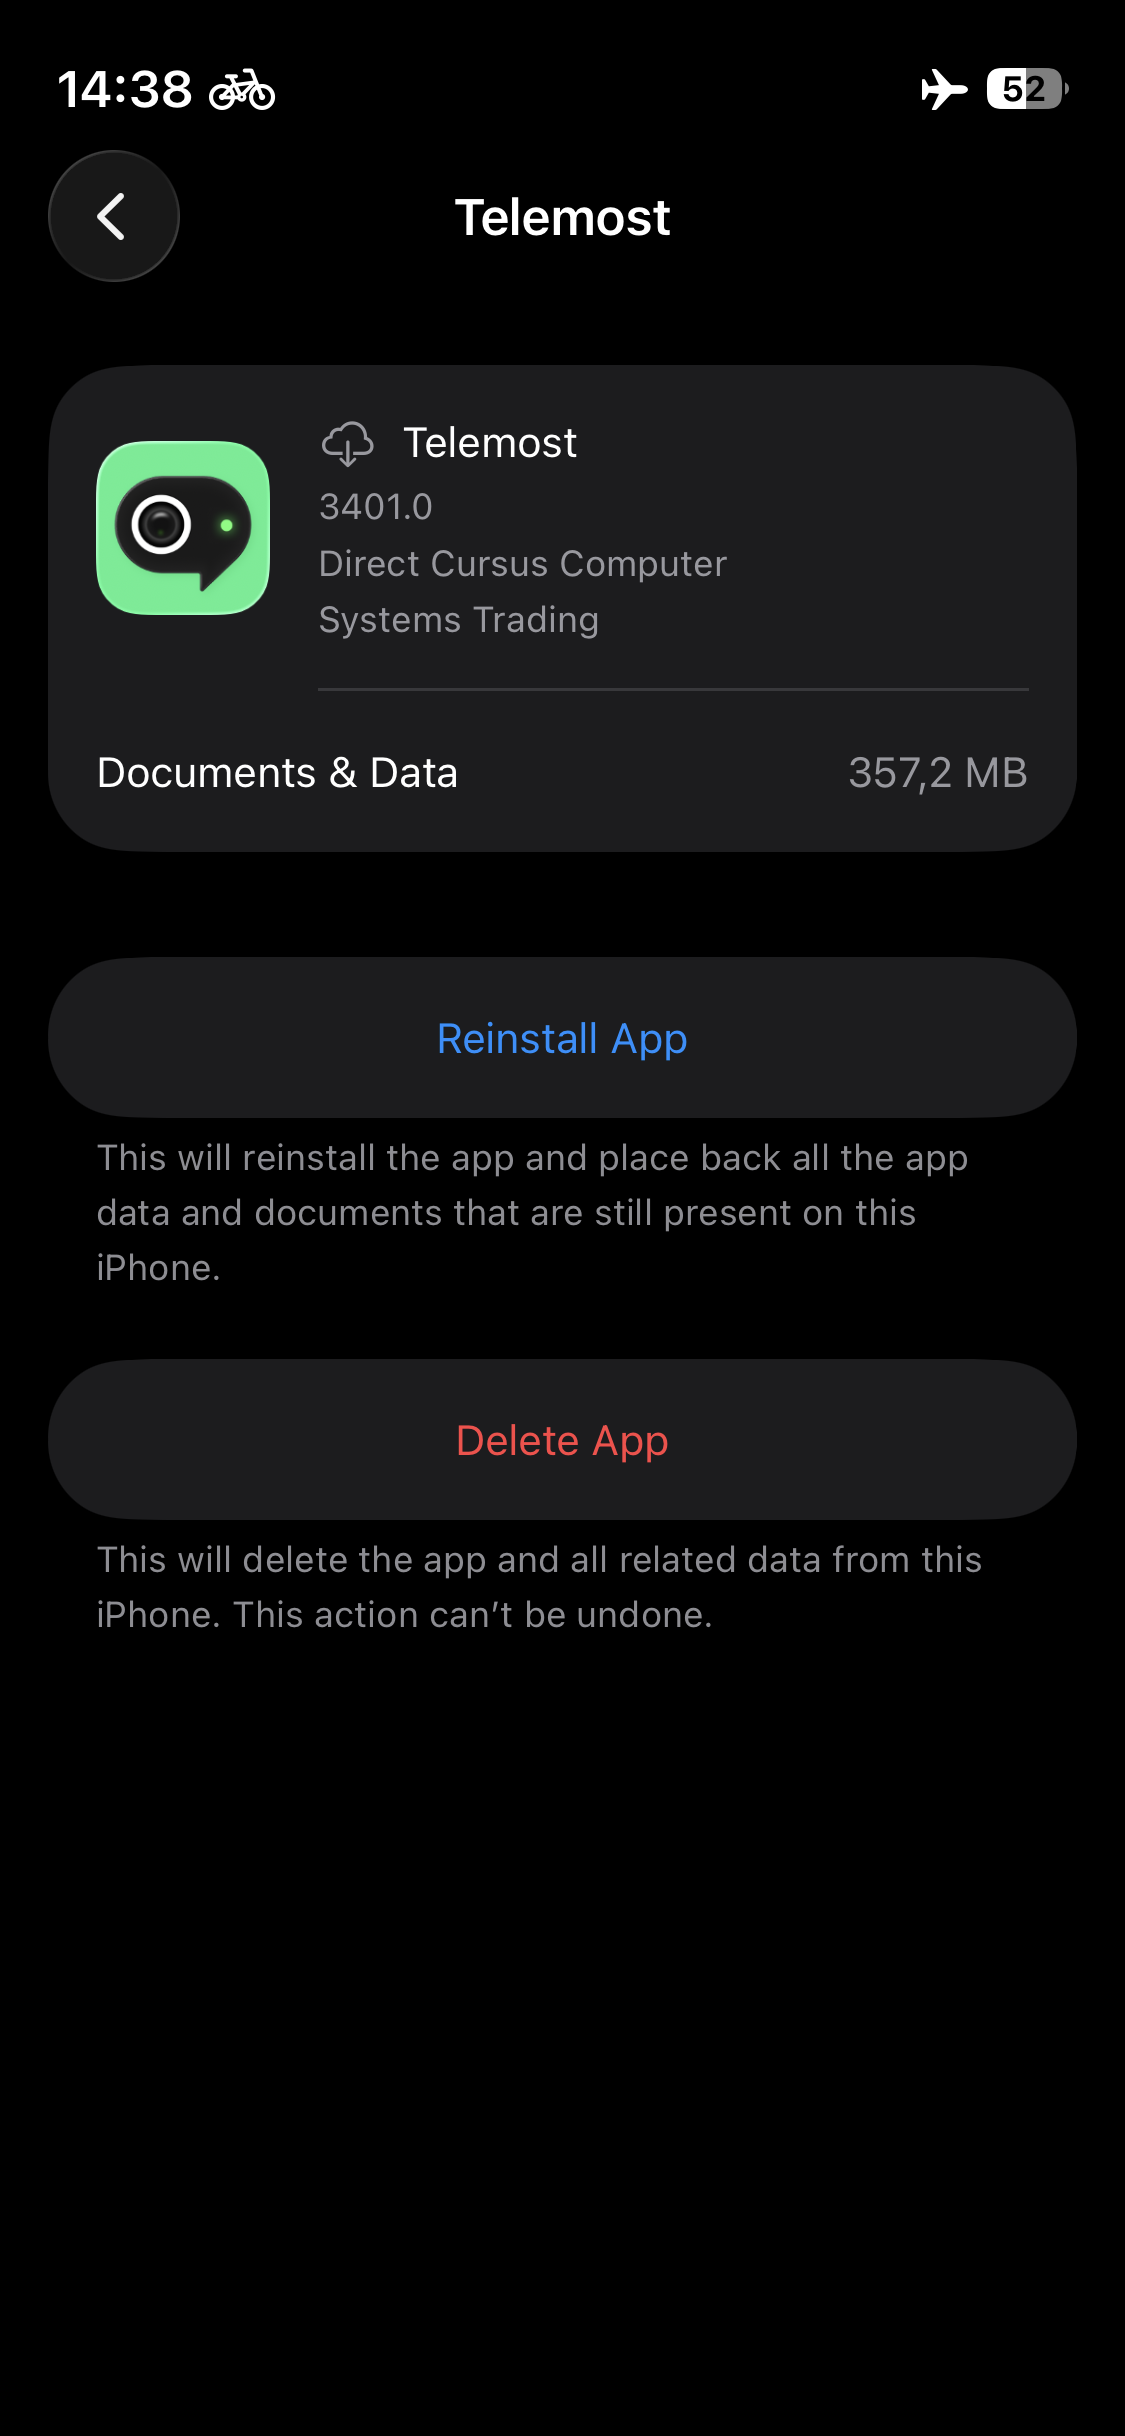 14:38
52
Telemost
Telemost
3401.0
Direct Cursus Computer
Systems Trading
Documents & Data 357,2 MB
Reinstall App
This will reinstall the app and place back all the app
data and documents that are still present on this
iPhone.
Delete App
This will delete the app and all related data from this
iPhone. This action can’t be undone.